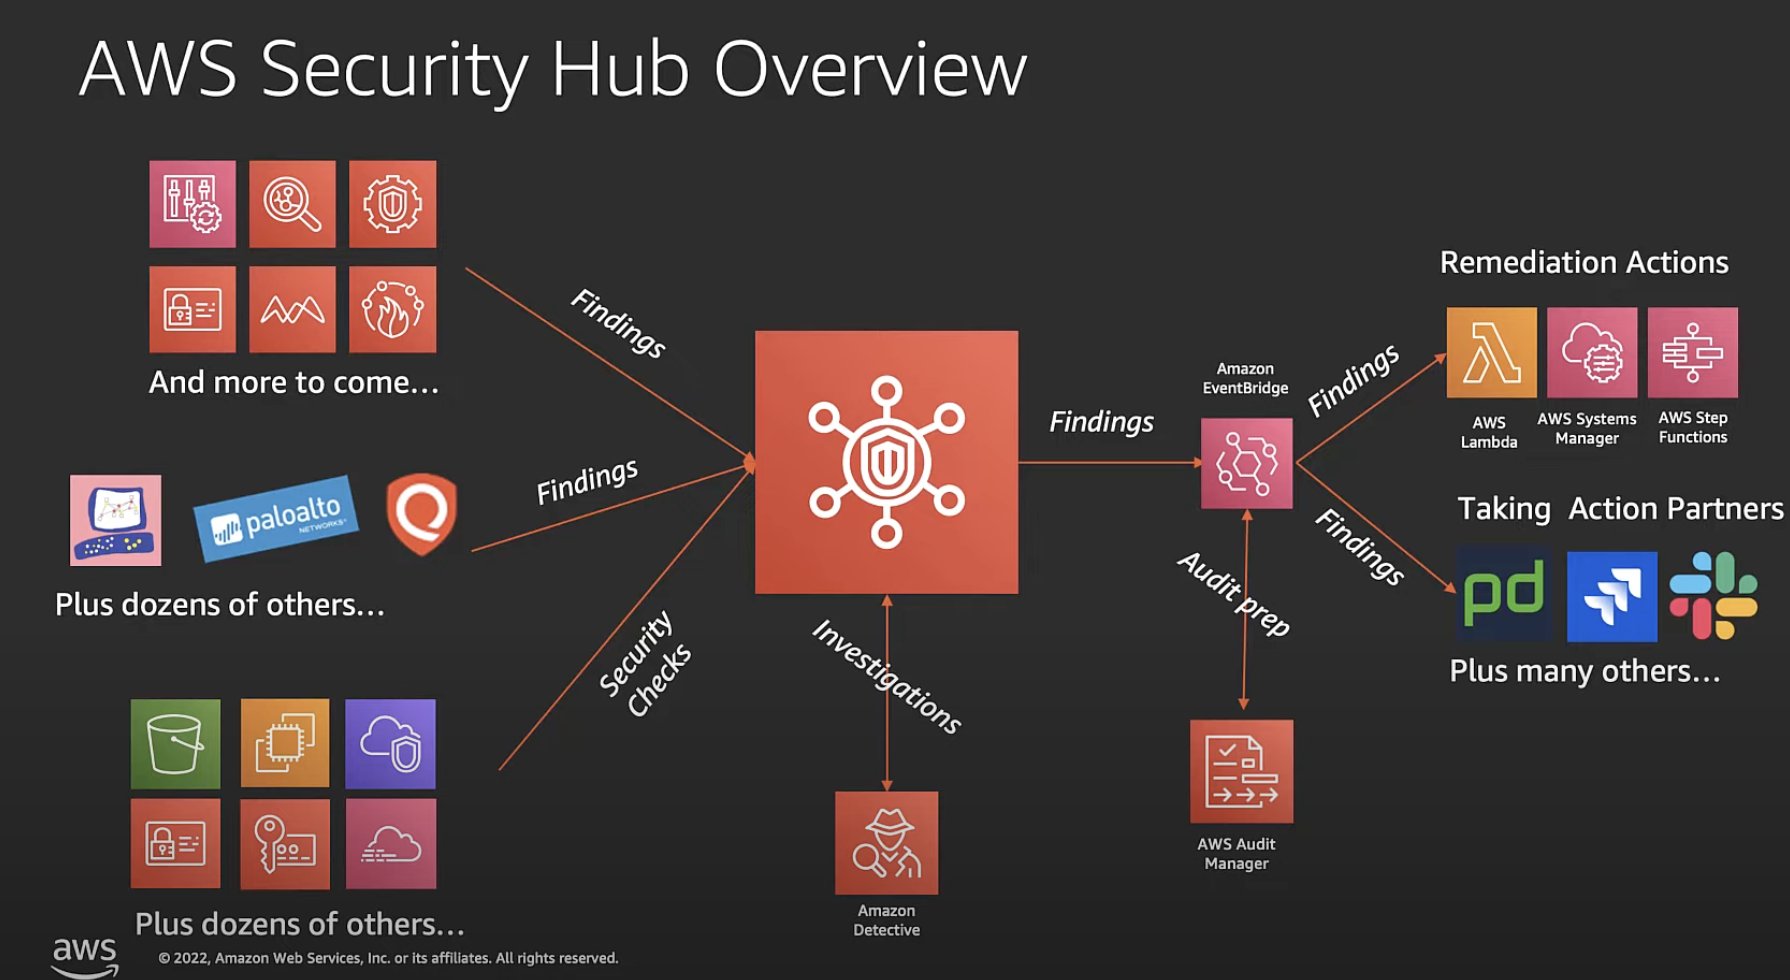 AWS Security Hub Overview
And more to come...
Findings
paloalto
NETWORKS
Plus dozens of others...
Findings
Security
Checks
Plus dozens of others...
Investigations
Amazon
Detective
Findings
Amazon
EventBridge
Audit prep
AWS Audit
Manager
Findings
Findings
Remediation Actions
AWS
Lambda
AWS Systems
Manager
AWS Step
Functions
Taking Action Partners
pd
Plus many others...
aws
© 2022, Amazon Web Services, Inc. or its affiliates. All rights reserved.